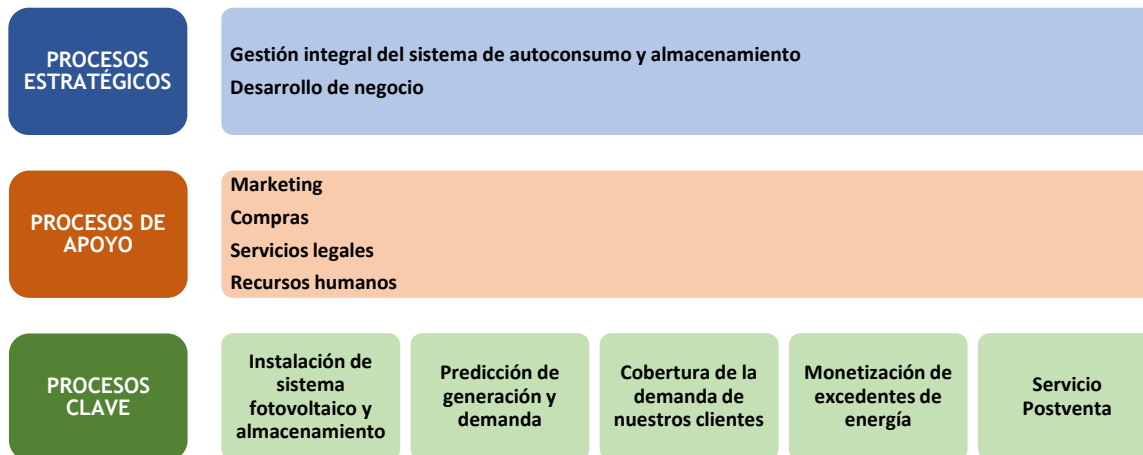 PROCESOS
ESTRATÉGICOS
Gestión integral del sistema de autoconsumo y almacenamiento
Desarrollo de negocio
PROCESOS DE
APOYO
Marketing
Compras
Servicios legales
Recursos humanos
PROCESOS
CLAVE
Instalación de
sistema
fotovoltaico y
almacenamiento
Predicción de
generación y
demanda
Cobertura de la
demanda de
nuestros clientes
Monetización de
excedentes de
energía
Servicio
Postventa